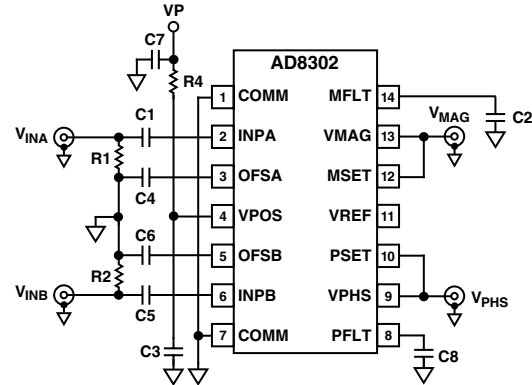 VP
C7
R4
AD8302
1 COMM MFLT 14
C2
VINA C1 2 INPA VMAG 13 VMAG
R1
C4 3 OFSA MSET 12
4 VPOS VREF 11
C6 5 OFSB PSET 10
R2
VINB C5 6 INPB VPHS 9 VPHS
C3 7 COMM PFLT 8
C8